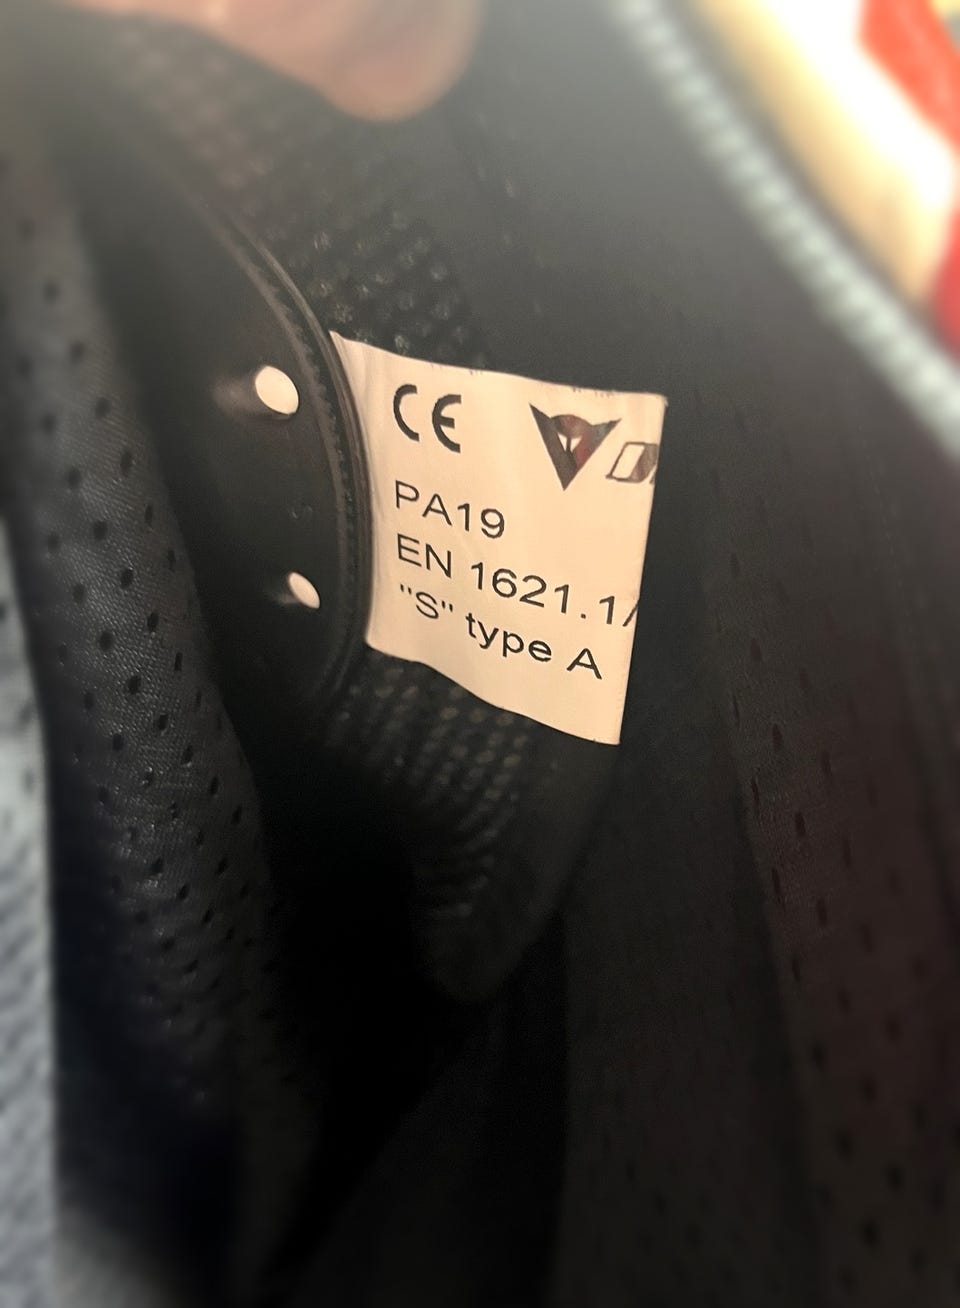 CE
PA19
EN 1621.1/
"S" type A